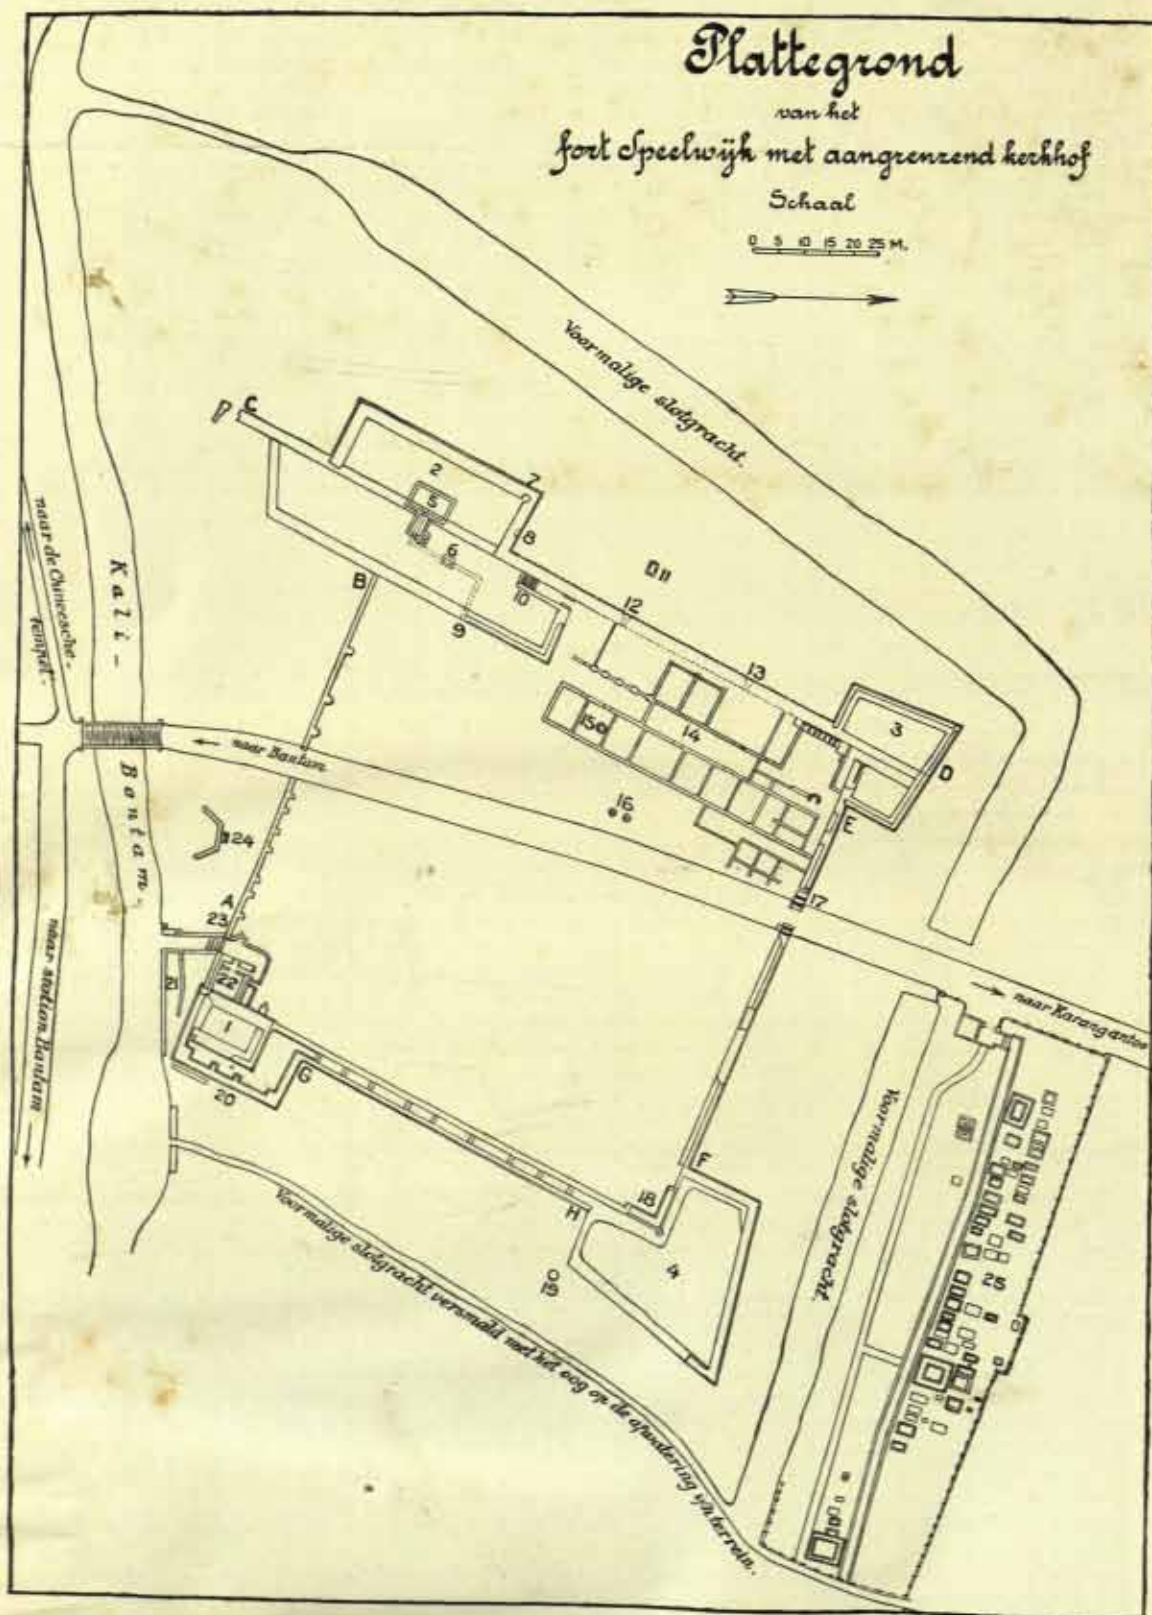 Plattegrond
van het
fort Speelwijk met aangrenzend kerkhof
Schaal
0 5 10 15 20 25 M.
Voormalige slotgracht.
C
2
7
5
8
6
10
9
B
11
12
13
3
D
14
15a
16
E
17
naar de Chineesche-
tempel.
Kali-
Bantam.
naar Bantam
24
A
23
21
22
1
G
20
naar station Bantam
naar Karangantoe
F
18
H
4
O
19
Voormalige slotgracht.
25
Voormalige slotgracht versmald met het oog op de afwatering v/h terrein.